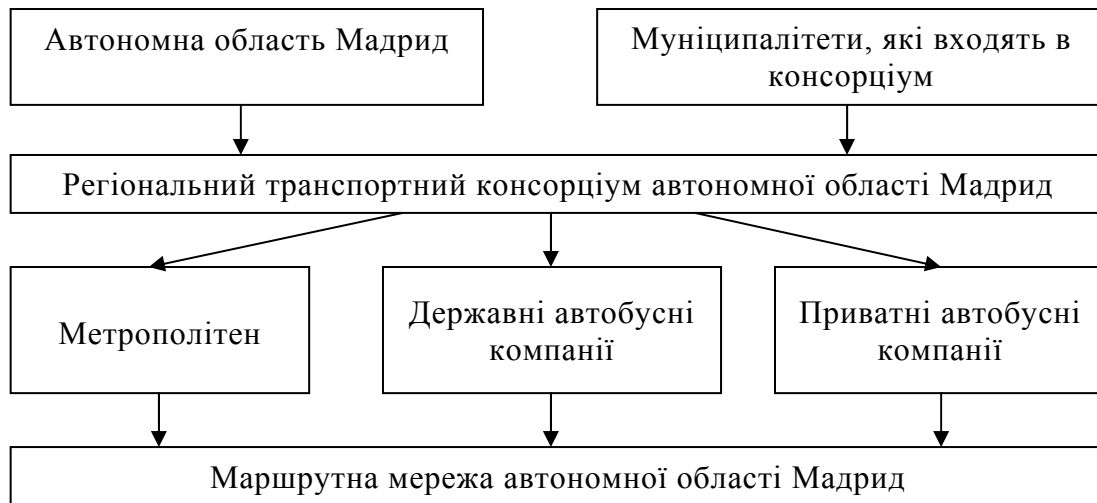 Автономна область Мадрид
Муніципалітети, які входять в
консорціум
Регіональний транспортний консорціум автономної області Мадрид
Метрополітен
Державні автобусні
компанії
Приватні автобусні
компанії
Маршрутна мережа автономної області Мадрид